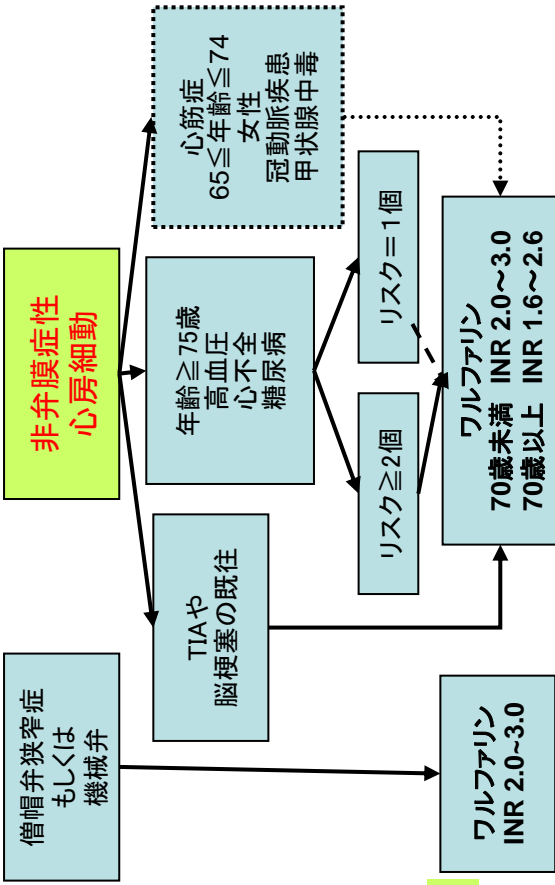 僧帽弁狭窄症
もしくは
機械弁
非弁膜症性
心房細動
TIAや
脳梗塞の既往
年齢≧75歳
高血圧
心不全
糖尿病
心筋症
65≦年齢≦74
女性
冠動脈疾患
甲状腺中毒
リスク≧2個
リスク＝1個
ワルファリン
INR 2.0~3.0
ワルファリン
70歳未満 INR 2.0～3.0
70歳以上 INR 1.6～2.6